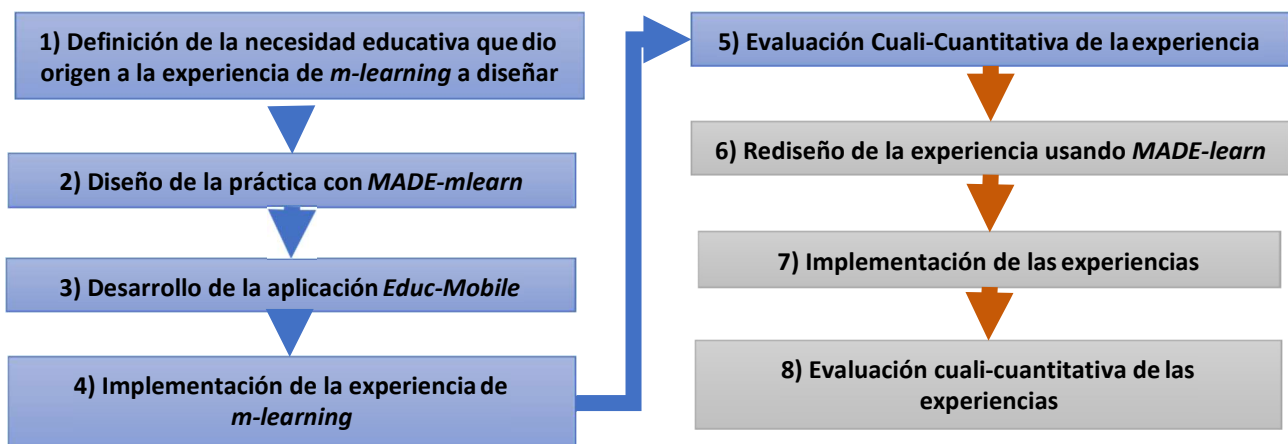 1) Definición de la necesidad educativa que dio
origen a la experiencia de m-learning a diseñar
2) Diseño de la práctica con MADE-mlearn
3) Desarrollo de la aplicación Educ-Mobile
4) Implementación de la experiencia de
m-learning
5) Evaluación Cuali-Cuantitativa de la experiencia
6) Rediseño de la experiencia usando MADE-learn
7) Implementación de las experiencias
8) Evaluación cuali-cuantitativa de las
experiencias